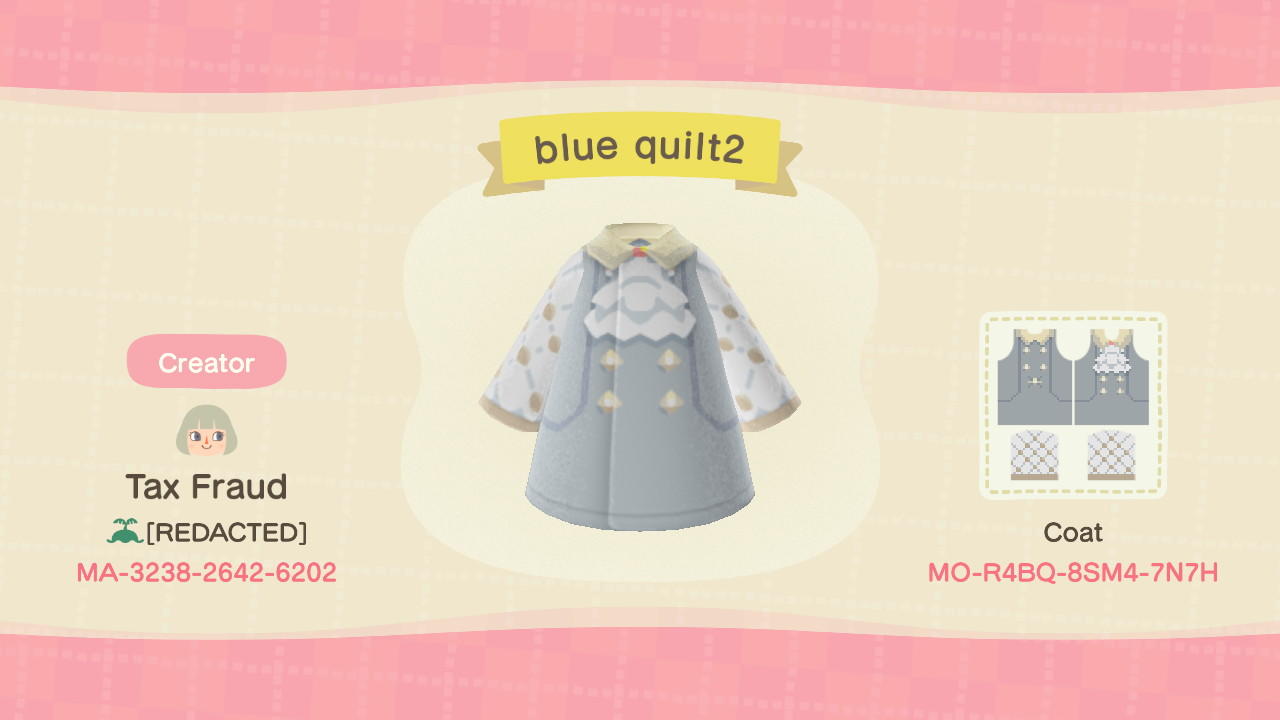 blue quilt2
Creator
Tax Fraud
[REDACTED]
MA-3238-2642-6202
Coat
MO-R4BQ-8SM4-7N7H